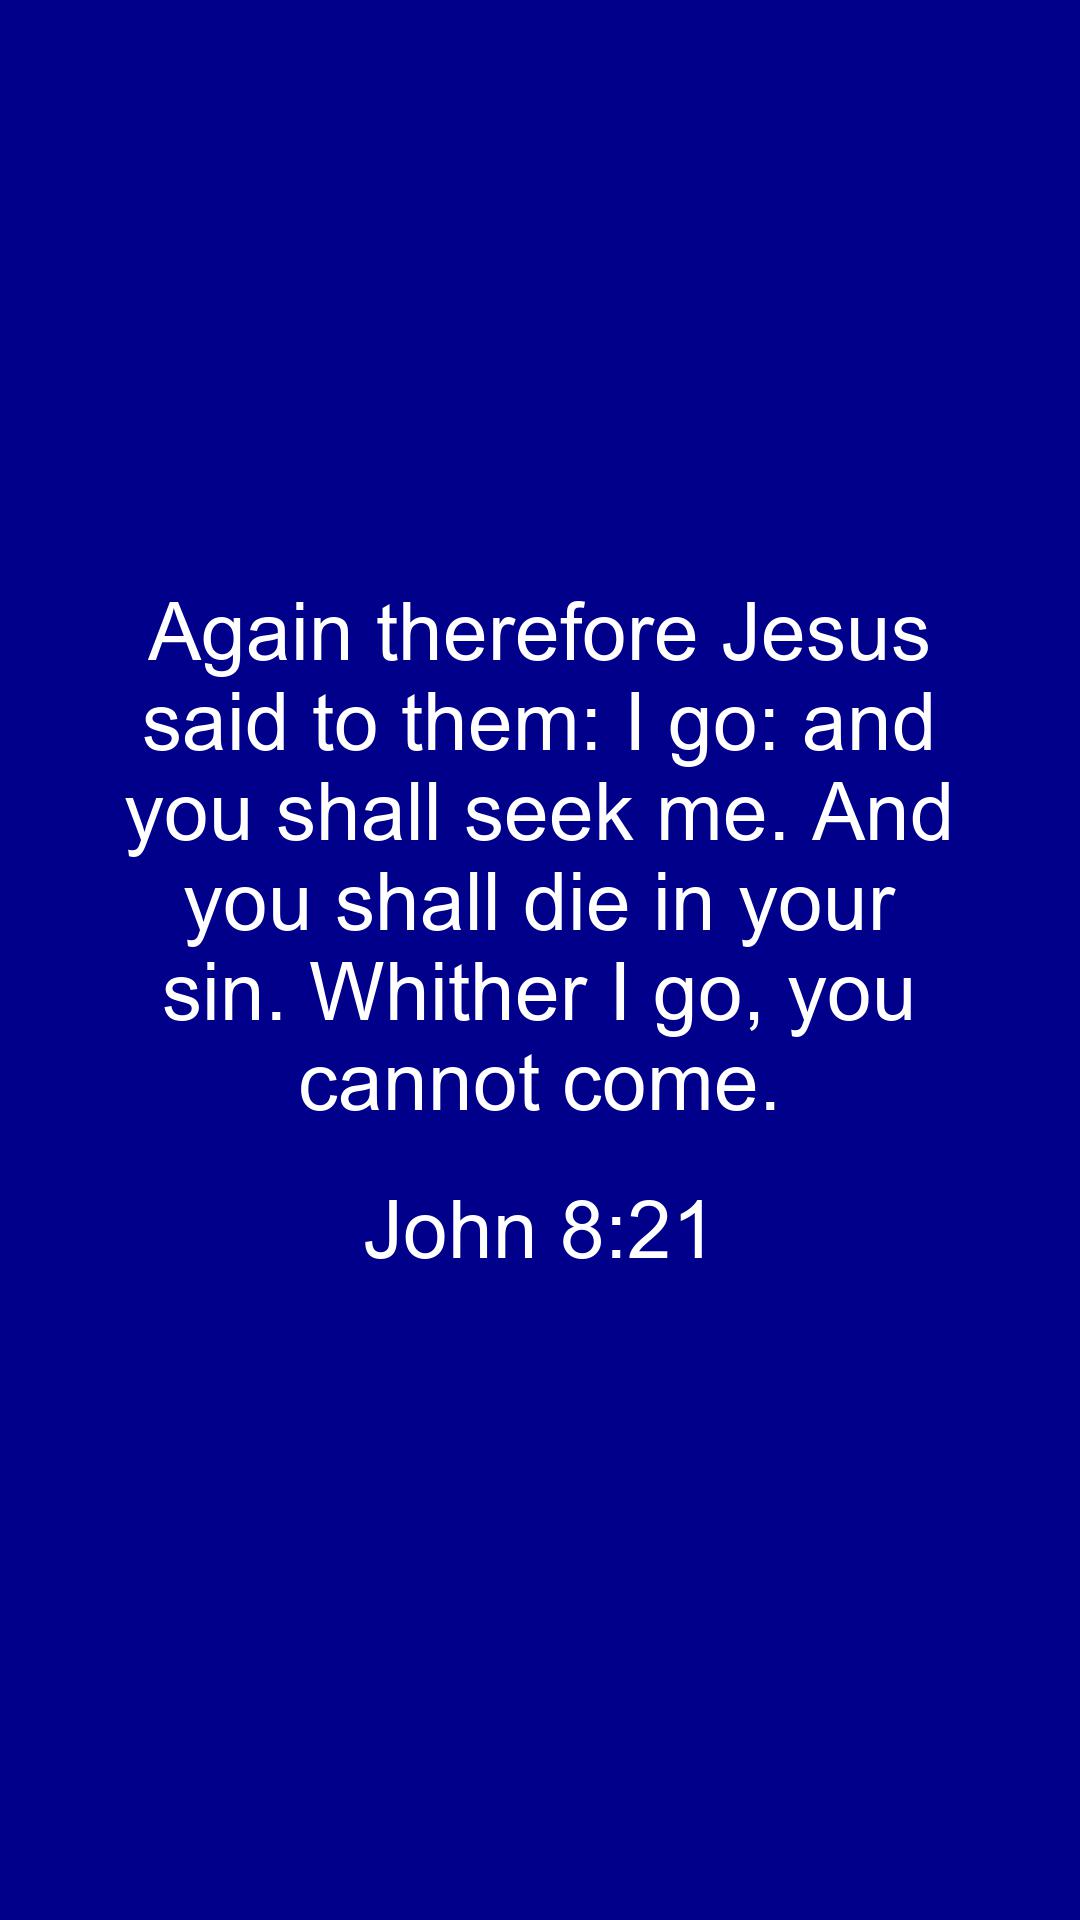 Again therefore Jesus
said to them: I go: and
you shall seek me. And
you shall die in your
sin. Whither I go, you
cannot come.
John 8:21